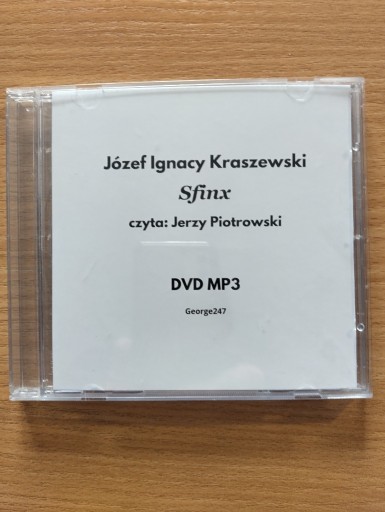 Józef Ignacy Kraszewski
Sfinx
czyta: Jerzy Piotrowski
DVD MP3
George247